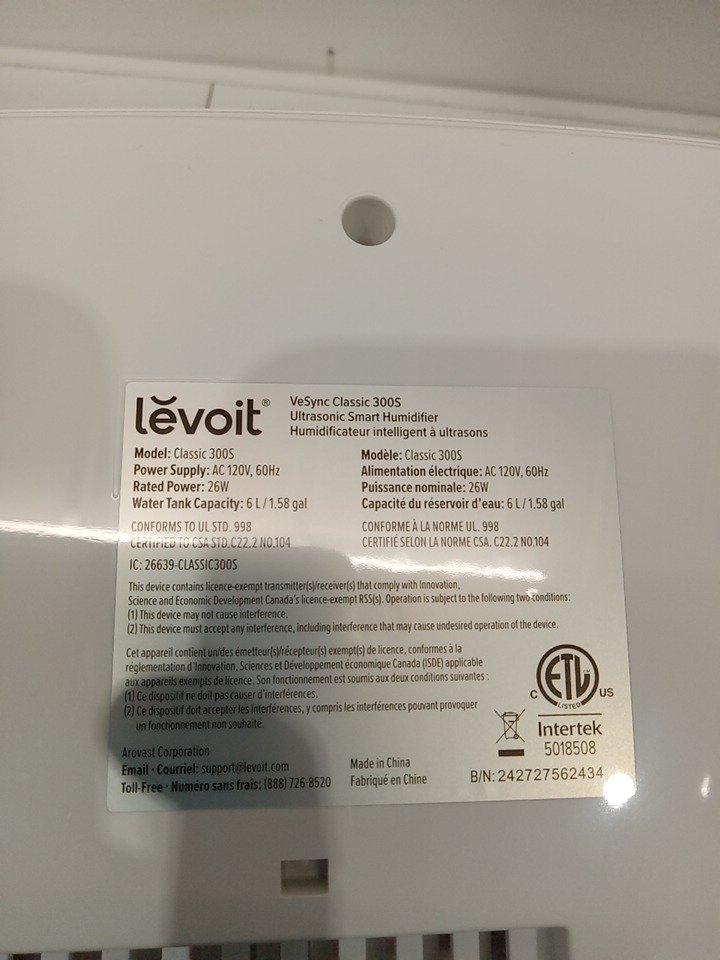 lĕvoit®
VeSync Classic 300S
Ultrasonic Smart Humidifier
Humidificateur intelligent à ultrasons
Model: Classic 300S
Power Supply: AC 120V, 60Hz
Rated Power: 26W
Water Tank Capacity: 6 L / 1.58 gal
CONFORMS TO UL STD. 998
CERTIFIED TO CSA STD.C22.2 NO.104
IC: 26639-CLASSIC300S
Modèle: Classic 300S
Alimentation électrique: AC 120V, 60Hz
Puissance nominale: 26W
Capacité du réservoir d'eau: 6 L / 1.58 gal
CONFORME À LA NORME UL. 998
CERTIFIÉ SELON LA NORME CSA. C22.2 NO.104
This device contains licence-exempt transmitter(s)/receiver(s) that comply with Innovation,
Science and Economic Development Canada's licence-exempt RSS(s). Operation is subject to the following two conditions:
(1) This device may not cause interference.
(2) This device must accept any interference, including interference that may cause undesired operation of the device.
Cet appareil contient un/des émetteur(s)/récepteur(s) exempt(s) de licence, conformes à la
réglementation d'Innovation, Sciences et Développement économique Canada (ISDE) applicable
aux appareils exempts de licence. Son fonctionnement est soumis aux deux conditions suivantes :
(1) Ce dispositif ne doit pas causer d'interférences.
(2) Ce dispositif doit accepter les interférences, y compris les interférences pouvant provoquer
un fonctionnement non souhaité.
Arovast Corporation
Email · Courriel: support@levoit.com
Toll-Free · Numéro sans frais: (888) 726-8520
Made in China
Fabriqué en Chine
C ETL US
LISTED
Intertek
5018508
B/N: 242727562434